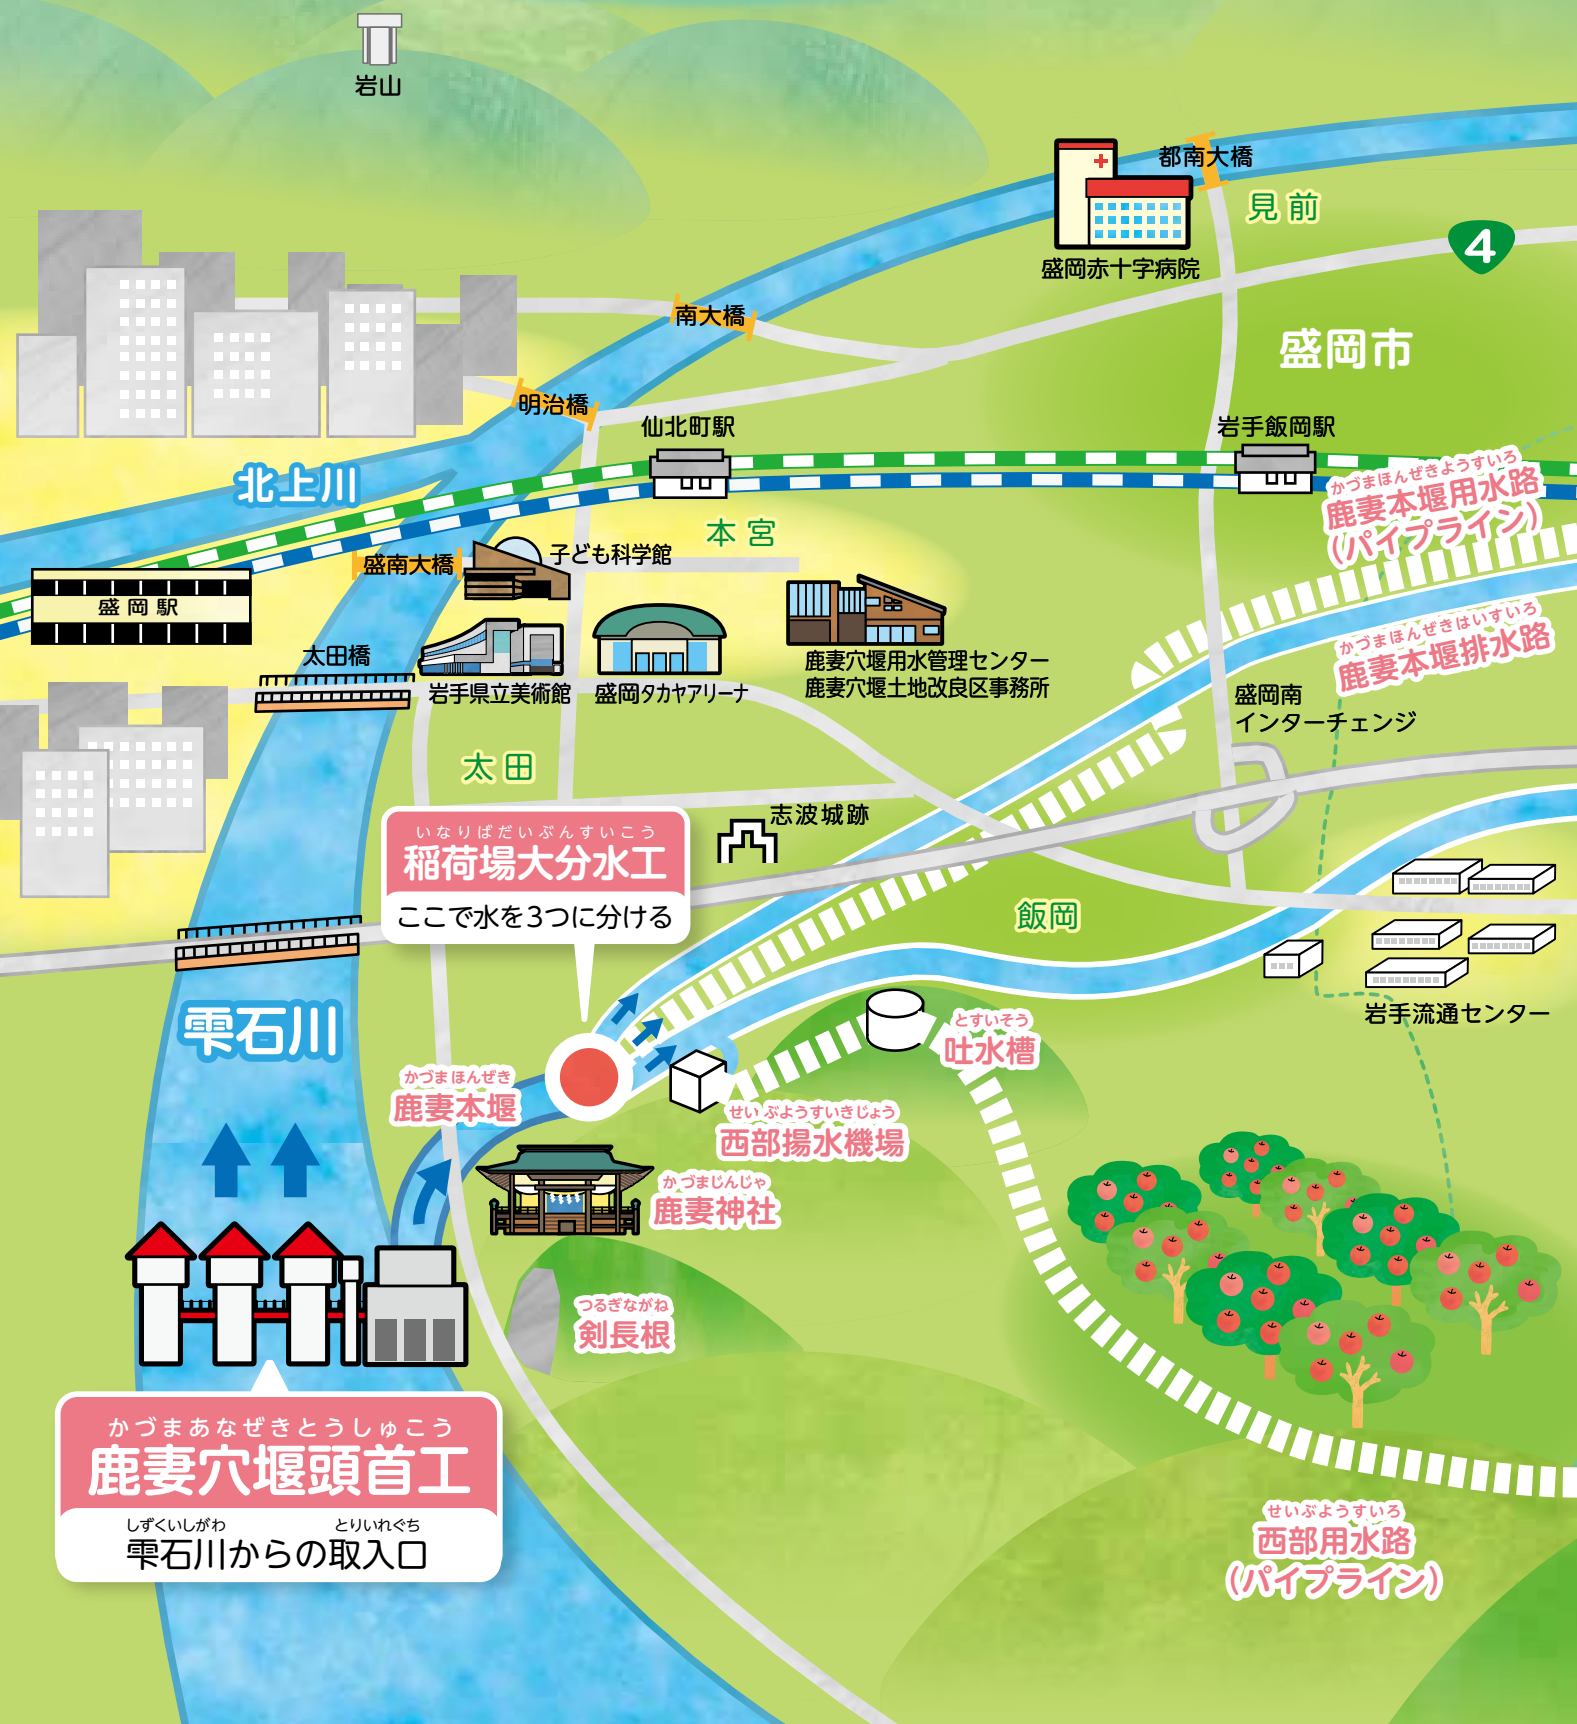 岩山
都南大橋
見前
4
盛岡赤十字病院
南大橋
盛岡市
明治橋
仙北町駅
岩手飯岡駅
北上川
かづまほんぜきようすいろ
鹿妻本堰用水路
（パイプライン）
本宮
盛南大橋
子ども科学館
盛岡駅
かづまほんぜきはいすいろ
鹿妻本堰排水路
太田橋
岩手県立美術館
盛岡タカヤアリーナ
鹿妻穴堰用水管理センター
鹿妻穴堰土地改良区事務所
盛岡南
インターチェンジ
太田
志波城跡
いなりばだいぶんすいこう
稲荷場大分水工
ここで水を3つに分ける
飯岡
岩手流通センター
雫石川
とすいそう
吐水槽
かづまほんぜき
鹿妻本堰
せいぶようすいきじょう
西部揚水機場
かづまじんじゃ
鹿妻神社
つるぎながね
剣長根
かづまあなぜきとうしゅこう
鹿妻穴堰頭首工
しずくいしがわ とりいれぐち
雫石川からの取入口
せいぶようすいろ
西部用水路
（パイプライン）